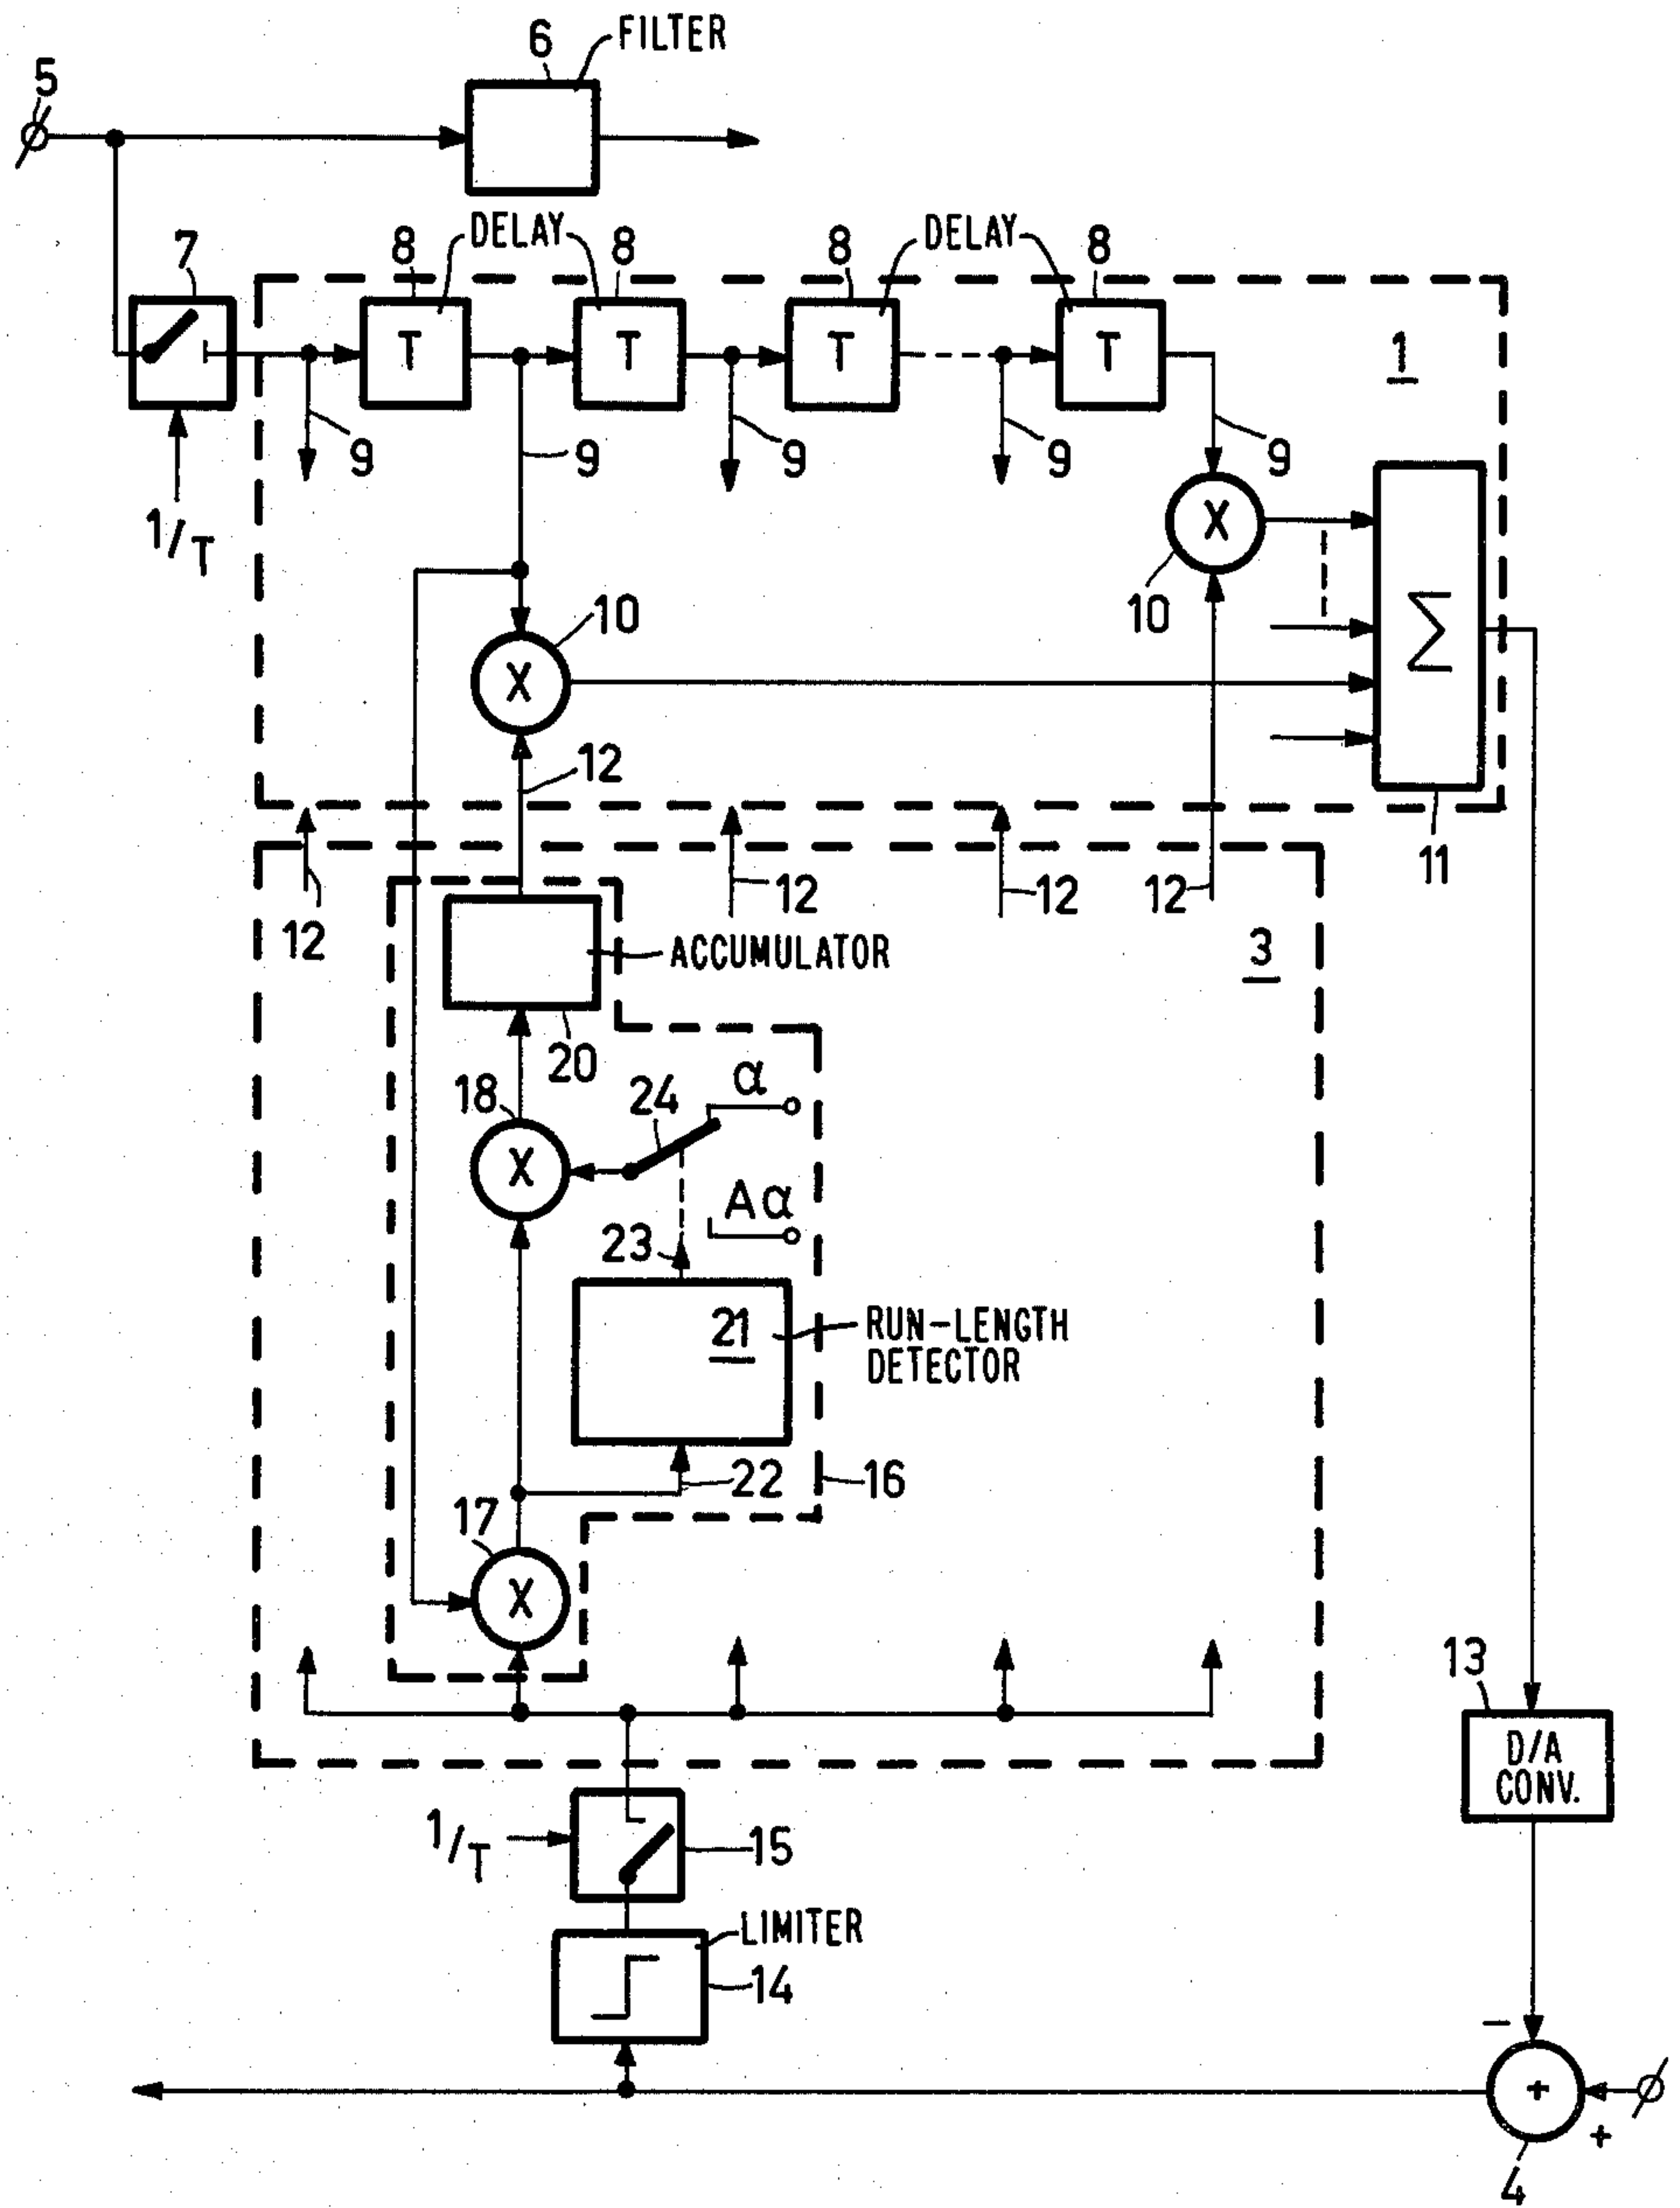 6 FILTER
5
7 8 DELAY 8 8 DELAY 8
T T T T
1
9 9 9 9 9
1/T
X
10 10
Σ
X
12
11
12 12 12 12
ACCUMULATOR
3
20
α
18 24
X
Aα
23
21 RUN-LENGTH
DETECTOR
22 16
17
X
13
D/A
CONV.
1/T 15
LIMITER
14
−
+
+
4